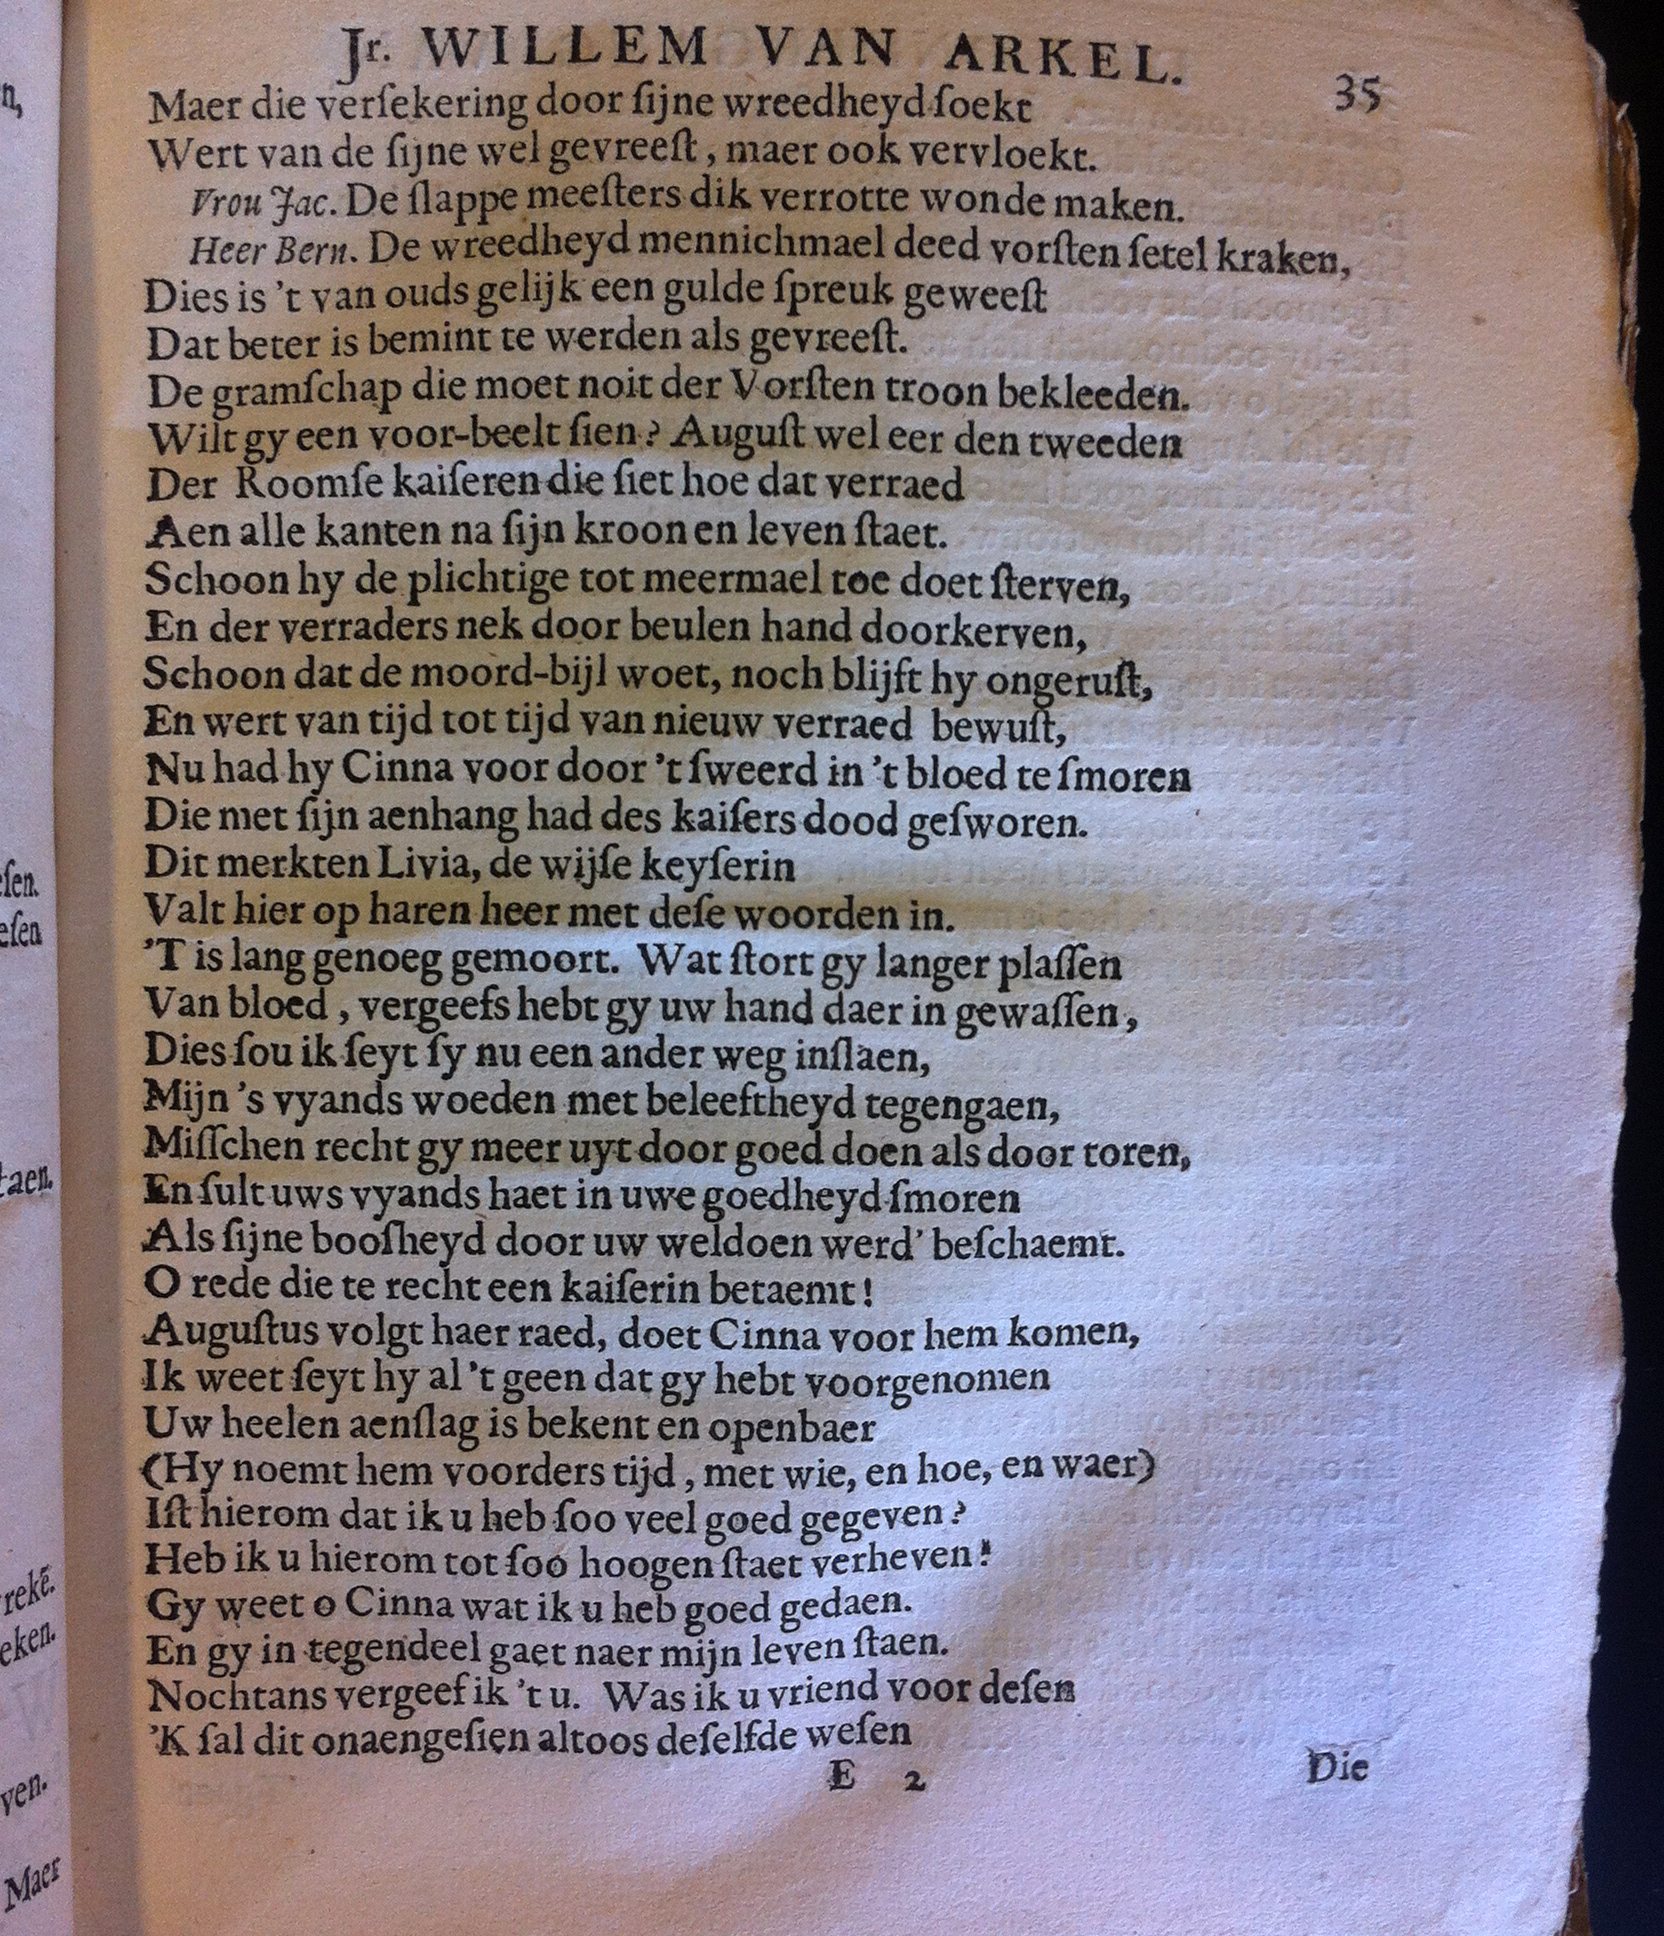 Jr. WILLEM VAN ARKEL. 35
Maer die verſekering door ſijne wreedheyd ſoekt
Wert van de ſijne wel gevreeſt, maer ook vervloekt.
Vrou Jac. De ſlappe meeſters dik verrotte wonde maken.
Heer Bern. De wreedheyd mennichmael deed vorſten ſetel kraken,
Dies is 't van ouds gelijk een gulde ſpreuk geweeſt
Dat beter is bemint te werden als gevreeſt.
De gramſchap die moet noit der Vorſten troon bekleeden.
Wilt gy een voor-beelt ſien? Auguſt wel eer den tweeden
Der Roomſe kaiſeren die ſiet hoe dat verraed
Aen alle kanten na ſijn kroon en leven ſtaet.
Schoon hy de plichtige tot meermael toe doet ſterven,
En der verraders nek door beulen hand doorkerven,
Schoon dat de moord-bijl woet, noch blijft hy ongeruſt,
En wert van tijd tot tijd van nieuw verraed bewuſt,
Nu had hy Cinna voor door 't ſweerd in 't bloed te ſmoren
Die met ſijn aenhang had des kaiſers dood geſworen.
Dit merkten Livia, de wijſe keyſerin
Valt hier op haren heer met deſe woorden in.
'T is lang genoeg gemoort. Wat ſtort gy langer plaſſen
Van bloed, vergeefs hebt gy uw hand daer in gewaſſen,
Dies ſou ik ſeyt ſy nu een ander weg inſlaen,
Mijn 's vyands woeden met beleeftheyd tegengaen,
Miſſchen recht gy meer uyt door goed doen als door toren,
En ſult uws vyands haet in uwe goedheyd ſmoren
Als ſijne booſheyd door uw weldoen werd' beſchaemt.
O rede die te recht een kaiſerin betaemt!
Auguſtus volgt haer raed, doet Cinna voor hem komen,
Ik weet ſeyt hy al 't geen dat gy hebt voorgenomen
Uw heelen aenſlag is bekent en openbaer
(Hy noemt hem voorders tijd, met wie, en hoe, en waer)
Iſt hierom dat ik u heb ſoo veel goed gegeven?
Heb ik u hierom tot ſoo hoogen ſtaet verheven!
Gy weet o Cinna wat ik u heb goed gedaen.
En gy in tegendeel gaet naer mijn leven ſtaen.
Nochtans vergeef ik 't u. Was ik u vriend voor deſen
'K ſal dit onaengeſien altoos deſelfde weſen
E 2 Die
Maer